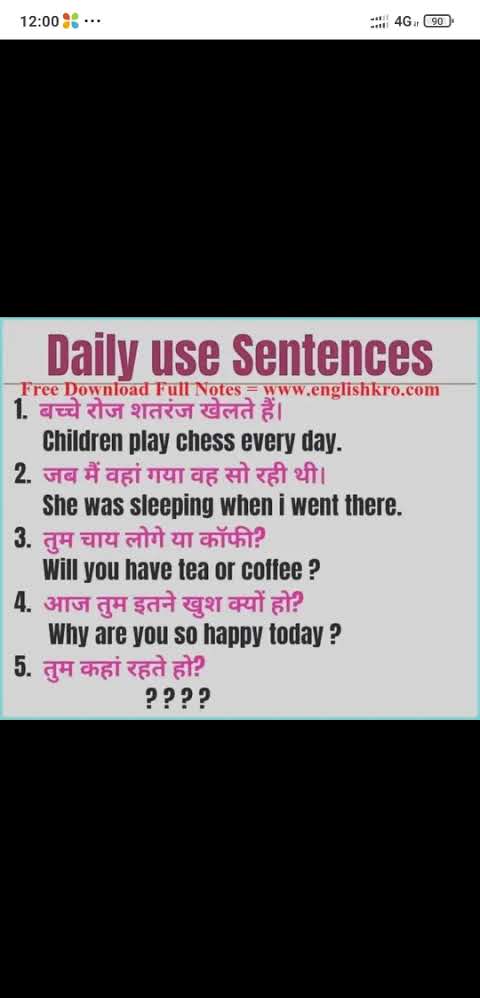 12:00 ... 4G 90
Daily use Sentences
Free Download Full Notes = www.englishkro.com
1. बच्चे रोज शतरंज खेलते हैं।
Children play chess every day.
2. जब मैं वहां गया वह सो रही थी।
She was sleeping when i went there.
3. तुम चाय लोगे या कॉफी?
Will you have tea or coffee ?
4. आज तुम इतने खुश क्यों हो?
Why are you so happy today ?
5. तुम कहां रहते हो?
? ? ? ?